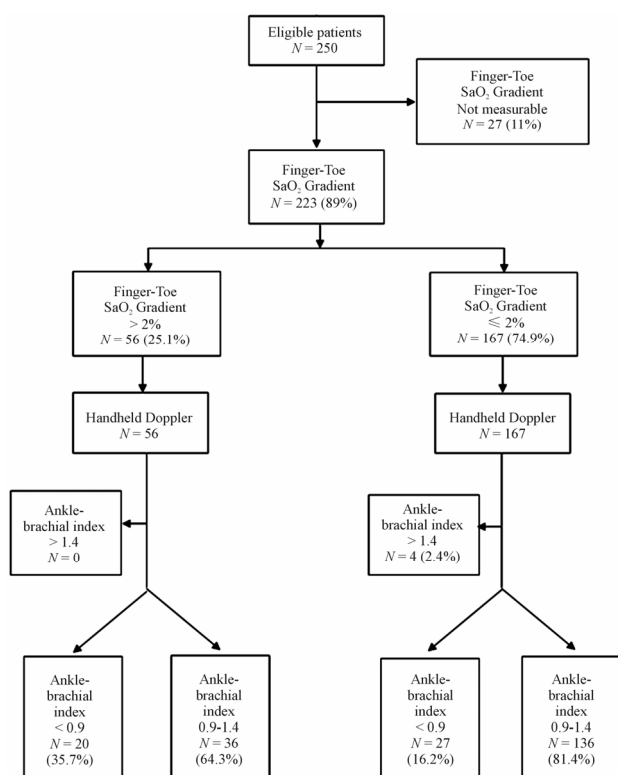 Eligible patients
N = 250
Finger-Toe
SaO₂ Gradient
Not measurable
N = 27 (11%)
Finger-Toe
SaO₂ Gradient
N = 223 (89%)
Finger-Toe
SaO₂ Gradient
> 2%
N = 56 (25.1%)
Finger-Toe
SaO₂ Gradient
⩽ 2%
N = 167 (74.9%)
Handheld Doppler
N = 56
Handheld Doppler
N = 167
Ankle-
brachial index
> 1.4
N = 0
Ankle-
brachial index
> 1.4
N = 4 (2.4%)
Ankle-
brachial
index
< 0.9
N = 20
(35.7%)
Ankle-
brachial
index
0.9-1.4
N = 36
(64.3%)
Ankle-
brachial
index
< 0.9
N = 27
(16.2%)
Ankle-
brachial
index
0.9-1.4
N = 136
(81.4%)